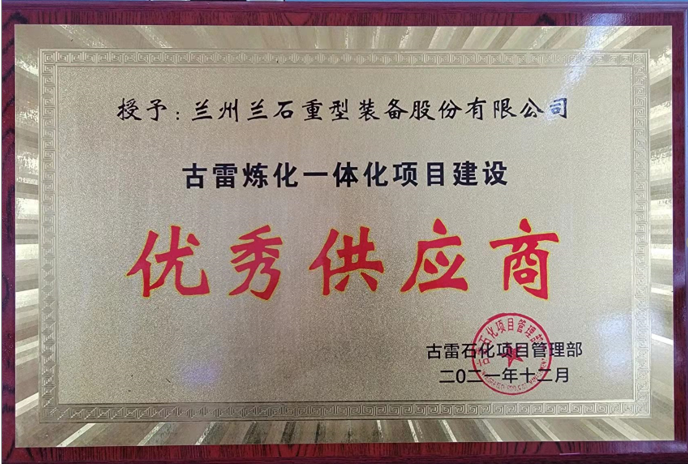 授予：兰州兰石重型装备股份有限公司
古雷炼化一体化项目建设
优秀供应商
古雷石化项目管理部
二〇二一年十二月